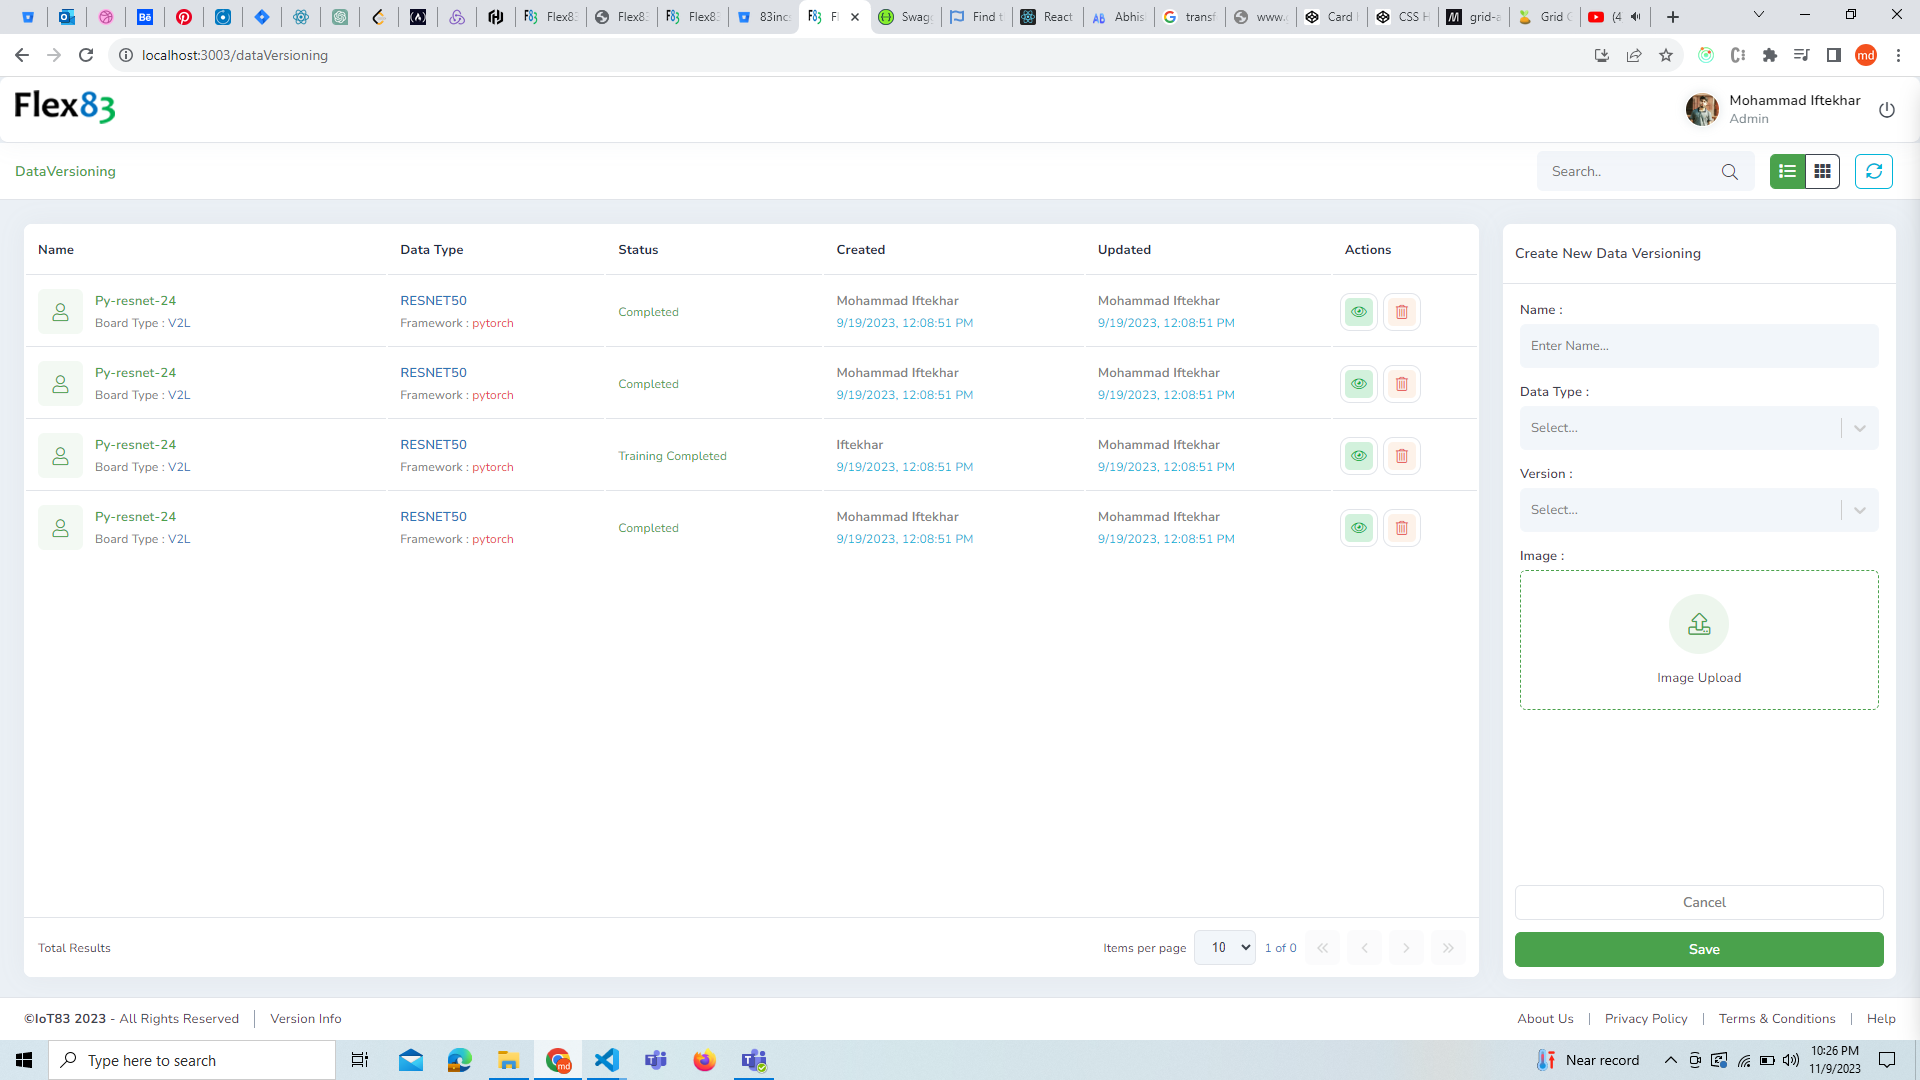 Flex83
Flex83
Flex83
83inc
Fl
Swag
Find t
React
Abhis
transf
www.
Card
CSS H
grid-a
Grid C
(4
localhost:3003/dataVersioning
md
Flex83
Mohammad Iftekhar
Admin
DataVersioning
Search..
Name Data Type Status Created Updated Actions
Py-resnet-24 RESNET50 Completed Mohammad Iftekhar Mohammad Iftekhar
Board Type : V2L Framework : pytorch 9/19/2023, 12:08:51 PM 9/19/2023, 12:08:51 PM
Py-resnet-24 RESNET50 Completed Mohammad Iftekhar Mohammad Iftekhar
Board Type : V2L Framework : pytorch 9/19/2023, 12:08:51 PM 9/19/2023, 12:08:51 PM
Py-resnet-24 RESNET50 Training Completed Iftekhar Mohammad Iftekhar
Board Type : V2L Framework : pytorch 9/19/2023, 12:08:51 PM 9/19/2023, 12:08:51 PM
Py-resnet-24 RESNET50 Completed Mohammad Iftekhar Mohammad Iftekhar
Board Type : V2L Framework : pytorch 9/19/2023, 12:08:51 PM 9/19/2023, 12:08:51 PM
Total Results
Items per page 10 1 of 0
Create New Data Versioning
Name :
Enter Name...
Data Type :
Select...
Version :
Select...
Image :
Image Upload
Cancel
Save
©IoT83 2023 - All Rights Reserved | Version Info
About Us | Privacy Policy | Terms & Conditions | Help
Type here to search
Near record
10:26 PM
11/9/2023